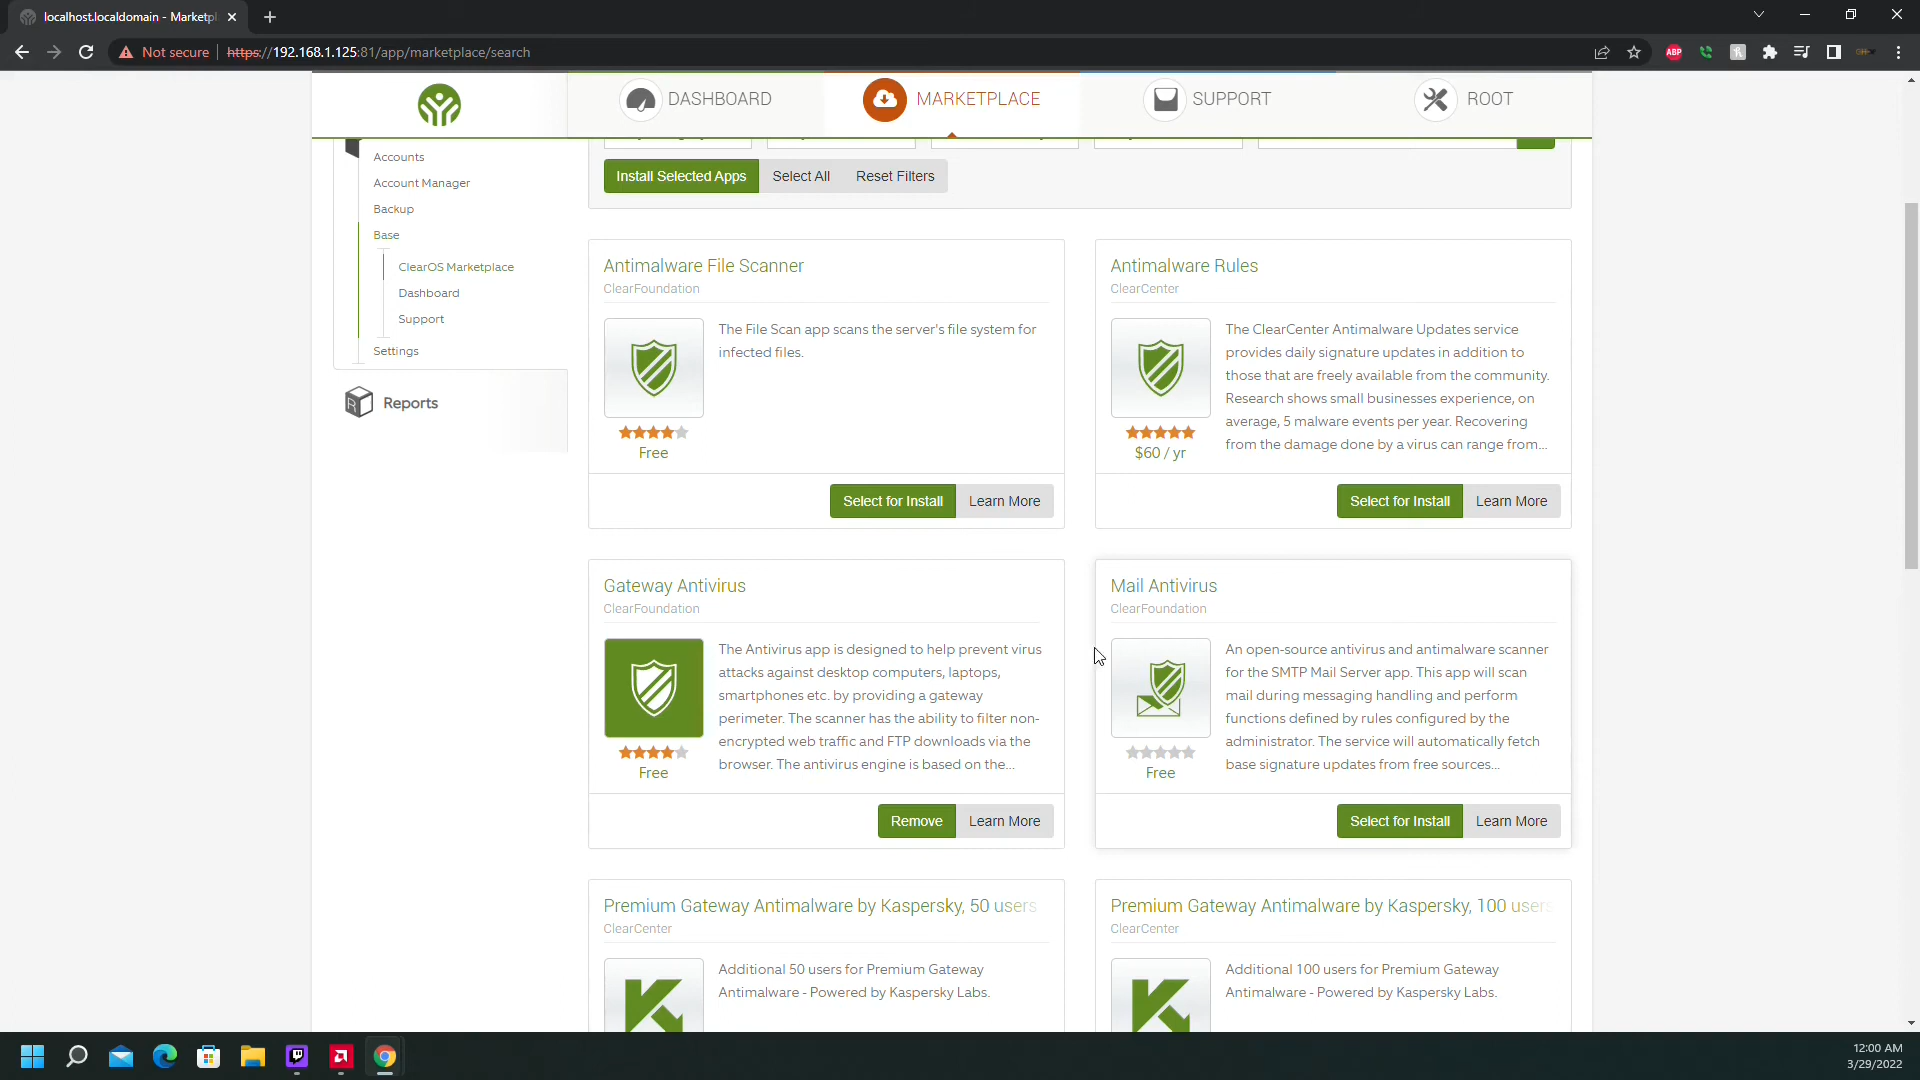 localhost.localdomain - Marketpl
Not secure
https://192.168.1.125:81/app/marketplace/search
ABP
DASHBOARD
MARKETPLACE
SUPPORT
ROOT
Accounts
Account Manager
Backup
Base
ClearOS Marketplace
Dashboard
Support
Settings
Reports
Install Selected Apps
Select All
Reset Filters
Antimalware File Scanner
ClearFoundation
The File Scan app scans the server's file system for
infected files.
Free
Select for Install
Learn More
Antimalware Rules
ClearCenter
The ClearCenter Antimalware Updates service
provides daily signature updates in addition to
those that are freely available from the community.
Research shows small businesses experience, on
average, 5 malware events per year. Recovering
from the damage done by a virus can range from...
$60 / yr
Select for Install
Learn More
Gateway Antivirus
ClearFoundation
The Antivirus app is designed to help prevent virus
attacks against desktop computers, laptops,
smartphones etc. by providing a gateway
perimeter. The scanner has the ability to filter non-
encrypted web traffic and FTP downloads via the
browser. The antivirus engine is based on the...
Free
Remove
Learn More
Mail Antivirus
ClearFoundation
An open-source antivirus and antimalware scanner
for the SMTP Mail Server app. This app will scan
mail during messaging handling and perform
functions defined by rules configured by the
administrator. The service will automatically fetch
base signature updates from free sources...
Free
Select for Install
Learn More
Premium Gateway Antimalware by Kaspersky, 50 users
ClearCenter
Additional 50 users for Premium Gateway
Antimalware - Powered by Kaspersky Labs.
Premium Gateway Antimalware by Kaspersky, 100 users
ClearCenter
Additional 100 users for Premium Gateway
Antimalware - Powered by Kaspersky Labs.
12:00 AM
3/29/2022